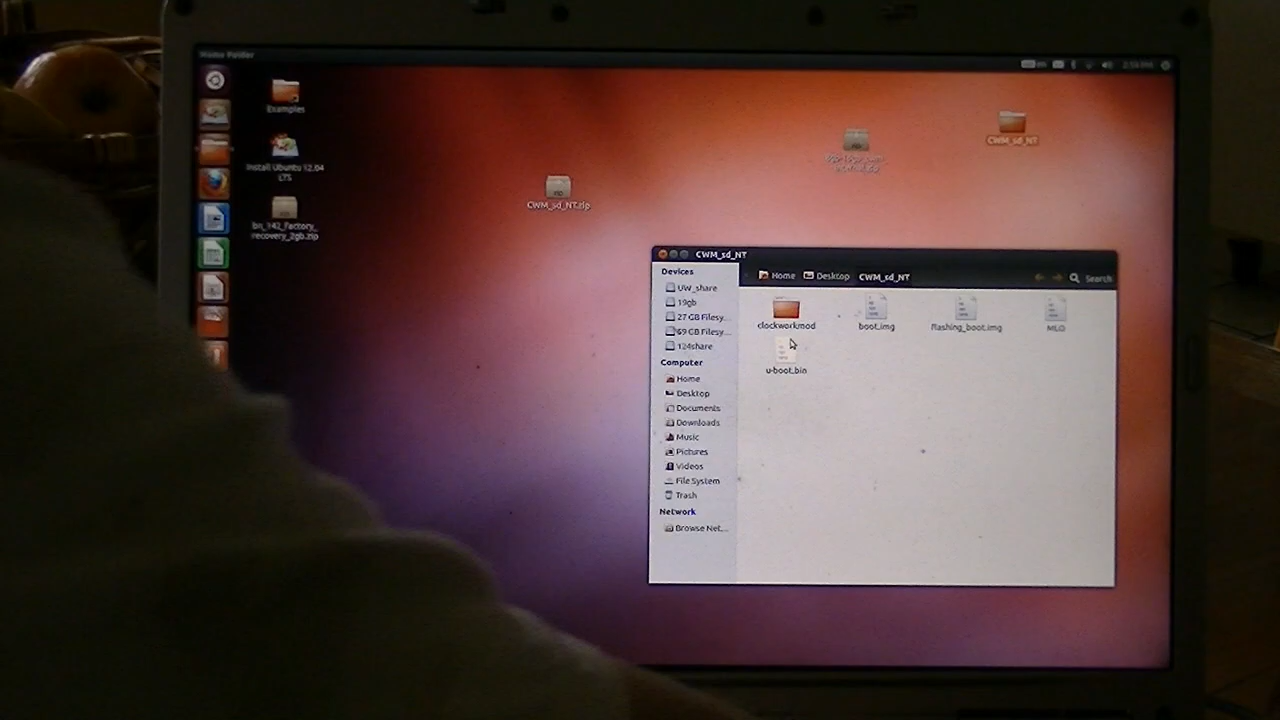 Home Folder
Examples
Install Ubuntu 12.04
LTS
CWM_sd_NT.zip
CWM_sd_NT
recovery_2gb.zip
CWM_sd_NT
Home
Desktop
CWM_sd_NT
Search
Devices
UW_share
19gb
27 GB Filesy...
69 GB Filesy...
124share
Computer
Home
Desktop
Documents
Downloads
Music
Pictures
Videos
File System
Trash
Network
Browse Net...
clockworkmod
boot.img
flashing_boot.img
MLO
u-boot.bin